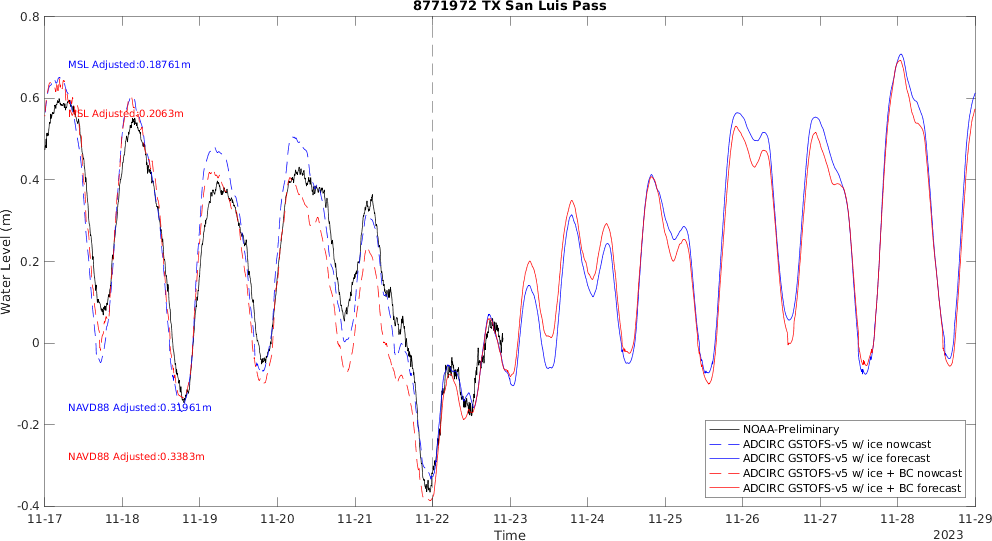 8771972 TX San Luis Pass
0.8
0.6
0.4
0.2
0
-0.2
-0.4
Water Level (m)
MSL Adjusted:0.18761m
MSL Adjusted:0.2063m
NAVD88 Adjusted:0.31961m
NAVD88 Adjusted:0.3383m
NOAA-Preliminary
ADCIRC GSTOFS-v5 w/ ice nowcast
ADCIRC GSTOFS-v5 w/ ice forecast
ADCIRC GSTOFS-v5 w/ ice + BC nowcast
ADCIRC GSTOFS-v5 w/ ice + BC forecast
11-17 11-18 11-19 11-20 11-21 11-22 11-23 11-24 11-25 11-26 11-27 11-28 11-29
Time
2023